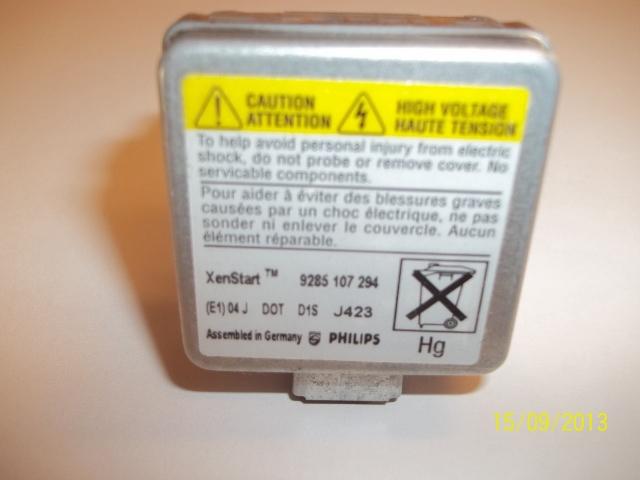 CAUTION
ATTENTION
HIGH VOLTAGE
HAUTE TENSION
To help avoid personal injury from electric
shock, do not probe or remove cover. No
servicable components.
Pour aider à éviter des blessures graves
causées par un choc électrique, ne pas
sonder ni enlever le couvercle. Aucun
élément réparable.
XenStart ™ 9285 107 294
(E1) 04 J DOT D1S J423
Assembled in Germany PHILIPS
Hg
15/09/2013